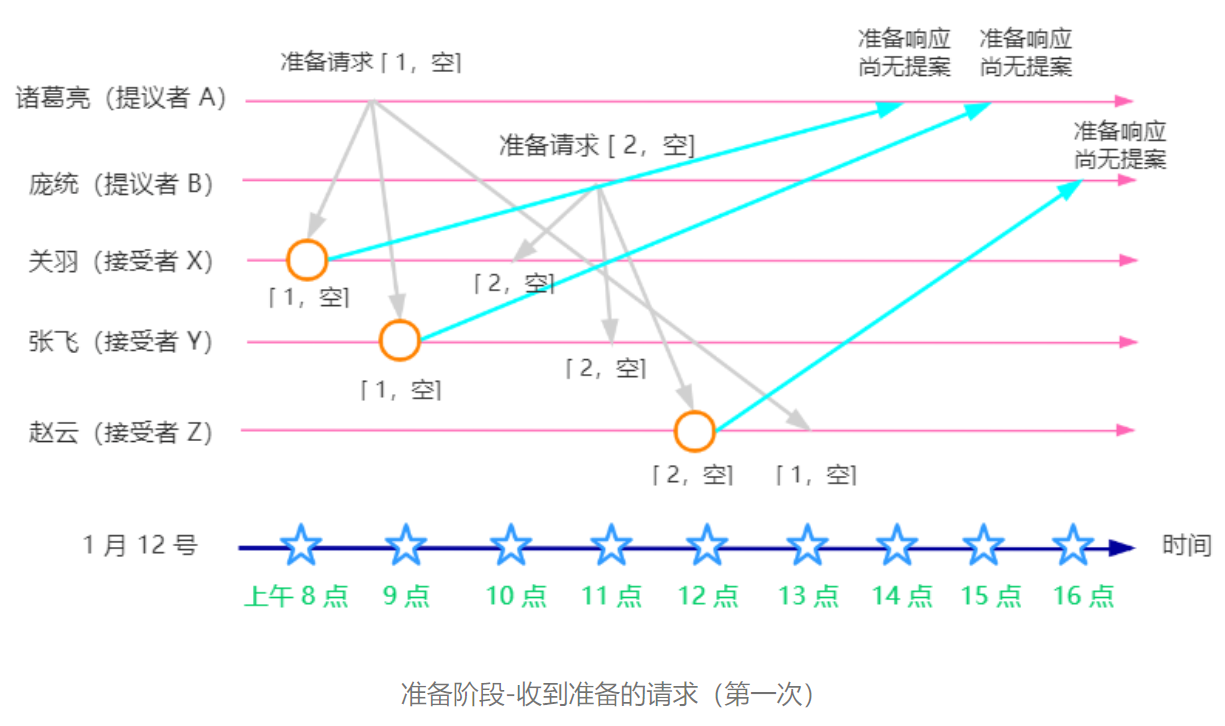 准备请求 [ 1，空]
准备响应
尚无提案
准备响应
尚无提案
诸葛亮（提议者 A）
准备请求 [ 2，空]
准备响应
尚无提案
庞统（提议者 B）
关羽（接受者 X）
[ 1，空]
[ 2，空]
张飞（接受者 Y）
[ 1，空]
[ 2，空]
赵云（接受者 Z）
[ 2，空]
[ 1，空]
1 月 12 号
时间
上午 8 点
9 点
10 点
11 点
12 点
13 点
14 点
15 点
16 点
准备阶段-收到准备的请求（第一次）